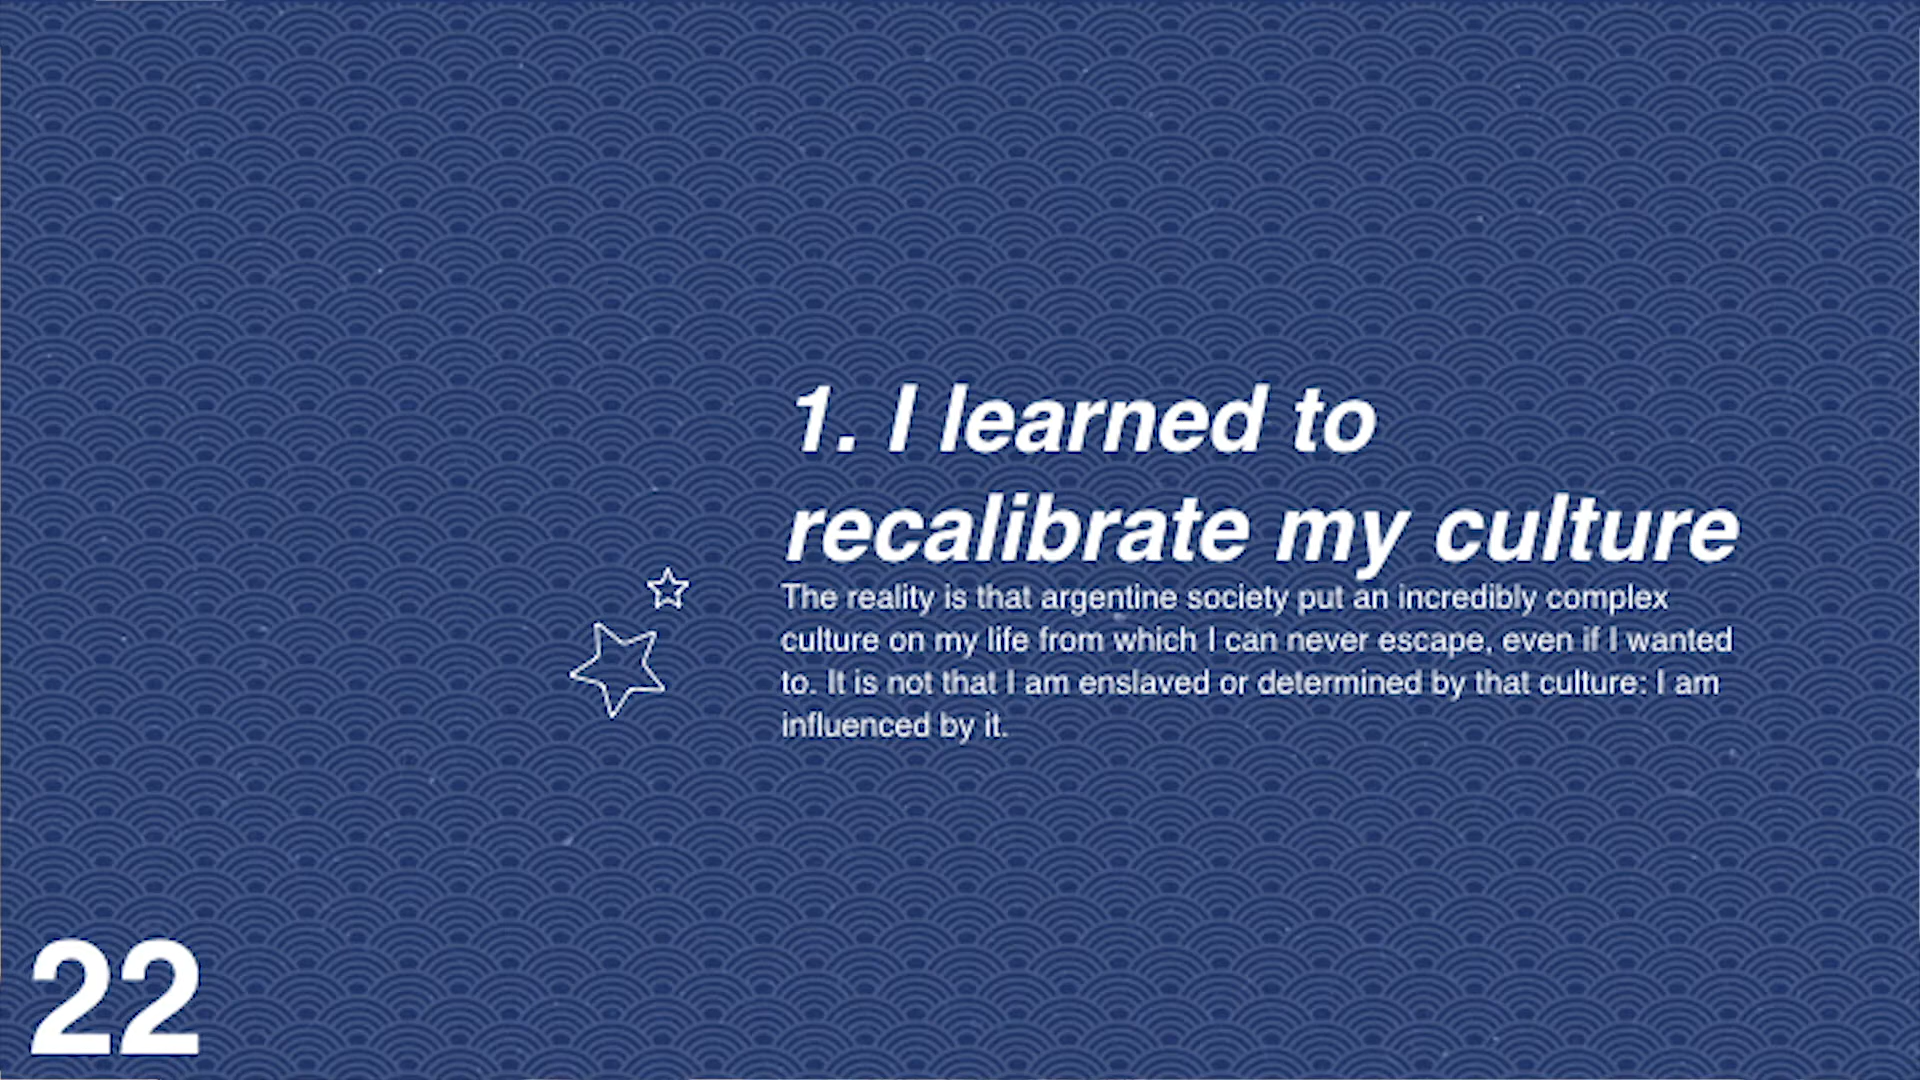 1. I learned to
recalibrate my culture
The reality is that argentine society put an incredibly complex
culture on my life from which I can never escape, even if I wanted
to. It is not that I am enslaved or determined by that culture: I am
influenced by it.
22